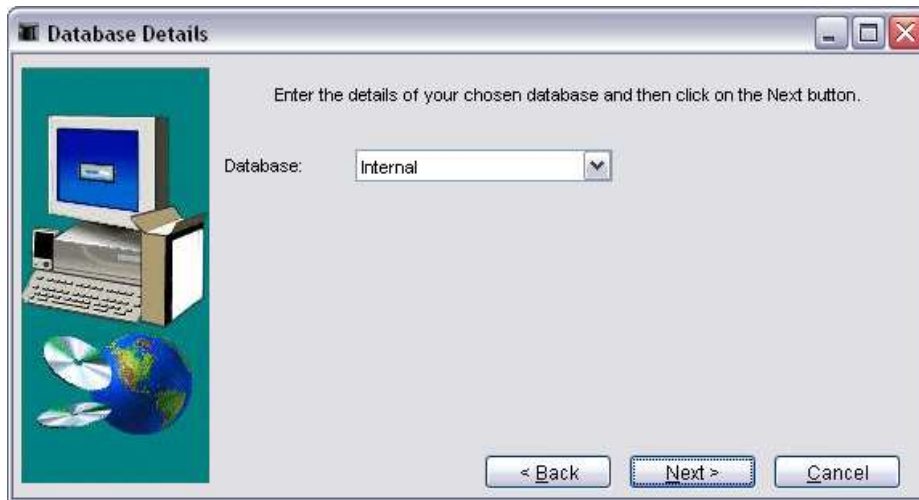 Database Details
Enter the details of your chosen database and then click on the Next button.
Database:
Internal
< Back
Next >
Cancel